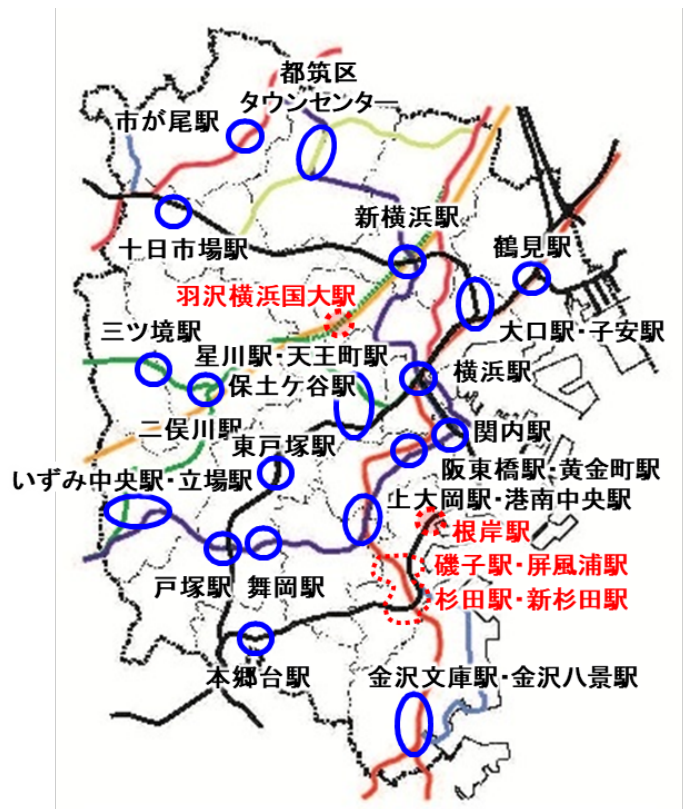 都筑区
タウンセンター
市が尾駅
新横浜駅
十日市場駅
鶴見駅
羽沢横浜国大駅
大口駅・子安駅
三ツ境駅
星川駅・天王町駅
保土ケ谷駅
横浜駅
二俣川駅
東戸塚駅
関内駅
阪東橋駅・黄金町駅
いずみ中央駅・立場駅
上大岡駅・港南中央駅
根岸駅
磯子駅・屏風浦駅
戸塚駅
舞岡駅
杉田駅・新杉田駅
本郷台駅
金沢文庫駅・金沢八景駅